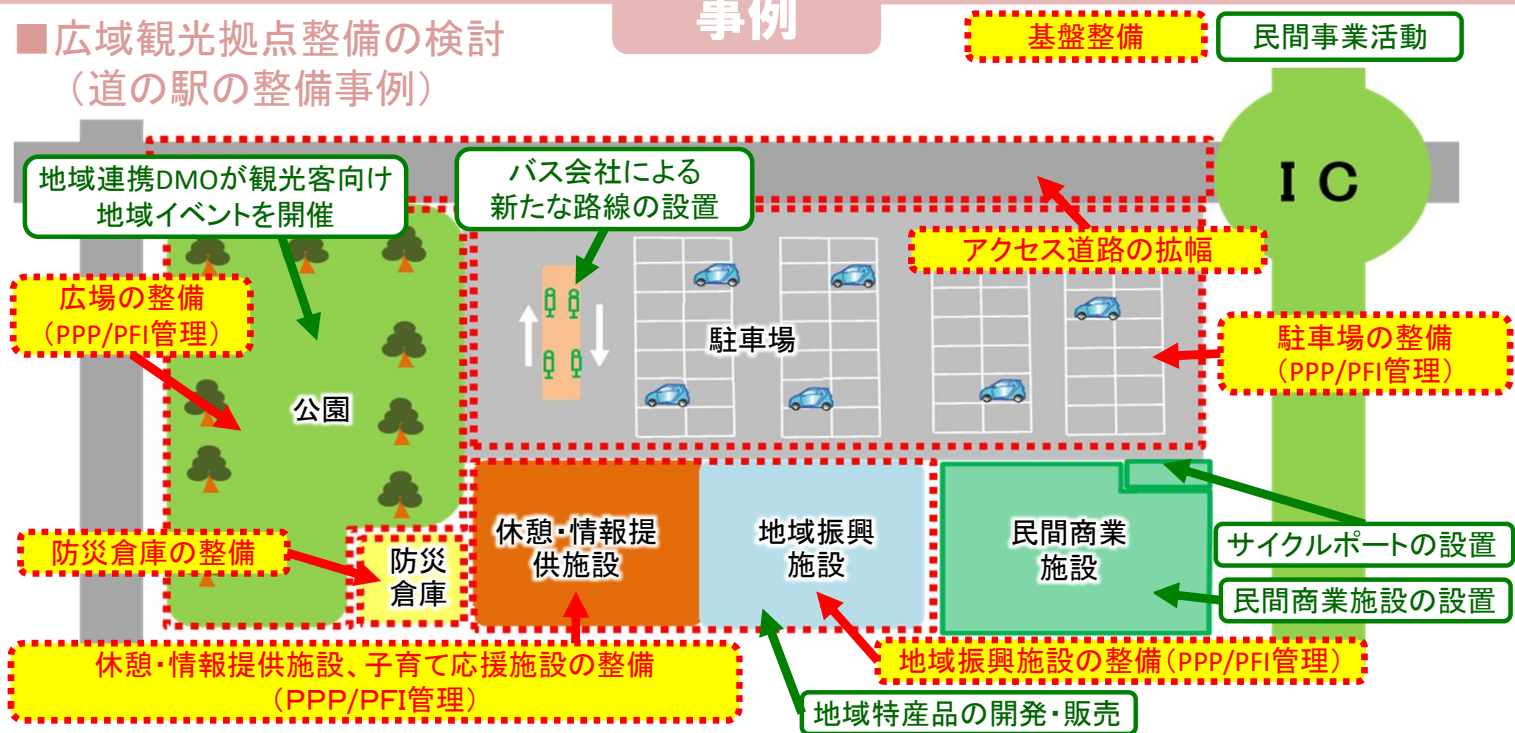 事例
■広域観光拠点整備の検討
（道の駅の整備事例）
基盤整備
民間事業活動
地域連携DMOが観光客向け
地域イベントを開催
バス会社による
新たな路線の設置
ＩＣ
アクセス道路の拡幅
広場の整備
（PPP/PFI管理）
駐車場
駐車場の整備
（PPP/PFI管理）
公園
防災倉庫の整備
防災
倉庫
休憩・情報提
供施設
地域振興
施設
民間商業
施設
サイクルポートの設置
民間商業施設の設置
休憩・情報提供施設、子育て応援施設の整備
（PPP/PFI管理）
地域振興施設の整備（PPP/PFI管理）
地域特産品の開発・販売